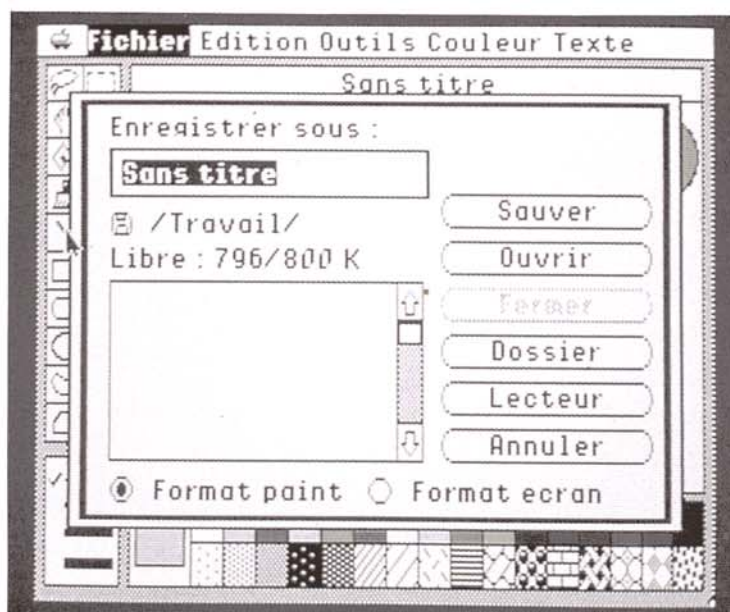 Fichier Edition Outils Couleur Texte
Sans titre
Enregistrer sous :
Sans titre
/Travail/
Libre : 796/800 K
Sauver
Ouvrir
Fermer
Dossier
Lecteur
Annuler
Format paint Format ecran